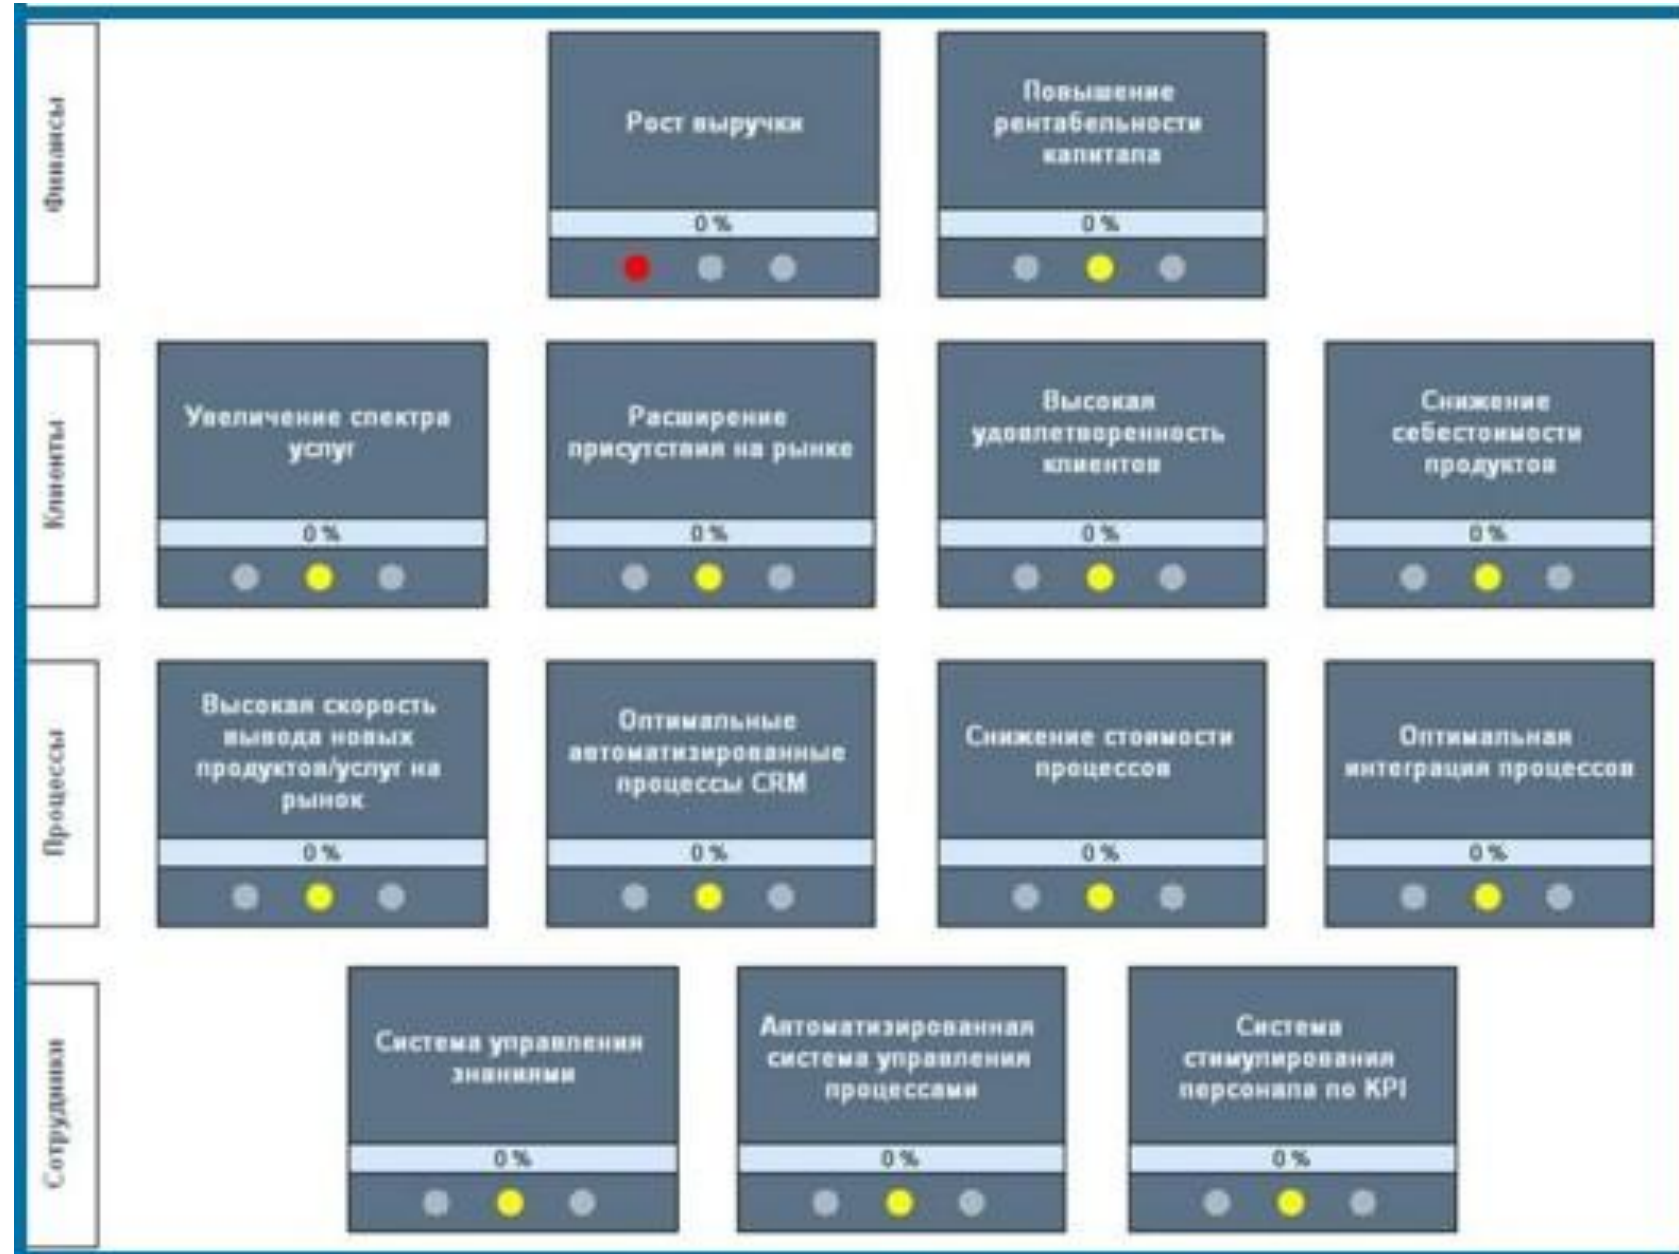 Финансы
Рост выручки
0 %
Повышение
рентабельности
капитала
0 %
Клиенты
Увеличение спектра
услуг
0 %
Расширение
присутствия на рынке
0 %
Высокая
удовлетворенность
клиентов
0 %
Снижение
себестоимости
продуктов
0 %
Процессы
Высокая скорость
вывода новых
продуктов/услуг на
рынок
0 %
Оптимальные
автоматизированные
процессы CRM
0 %
Снижение стоимости
процессов
0 %
Оптимальная
интеграция процессов
0 %
Сотрудники
Система управления
знаниями
0 %
Автоматизированная
система управления
процессами
0 %
Система
стимулирования
персонала по KPI
0 %